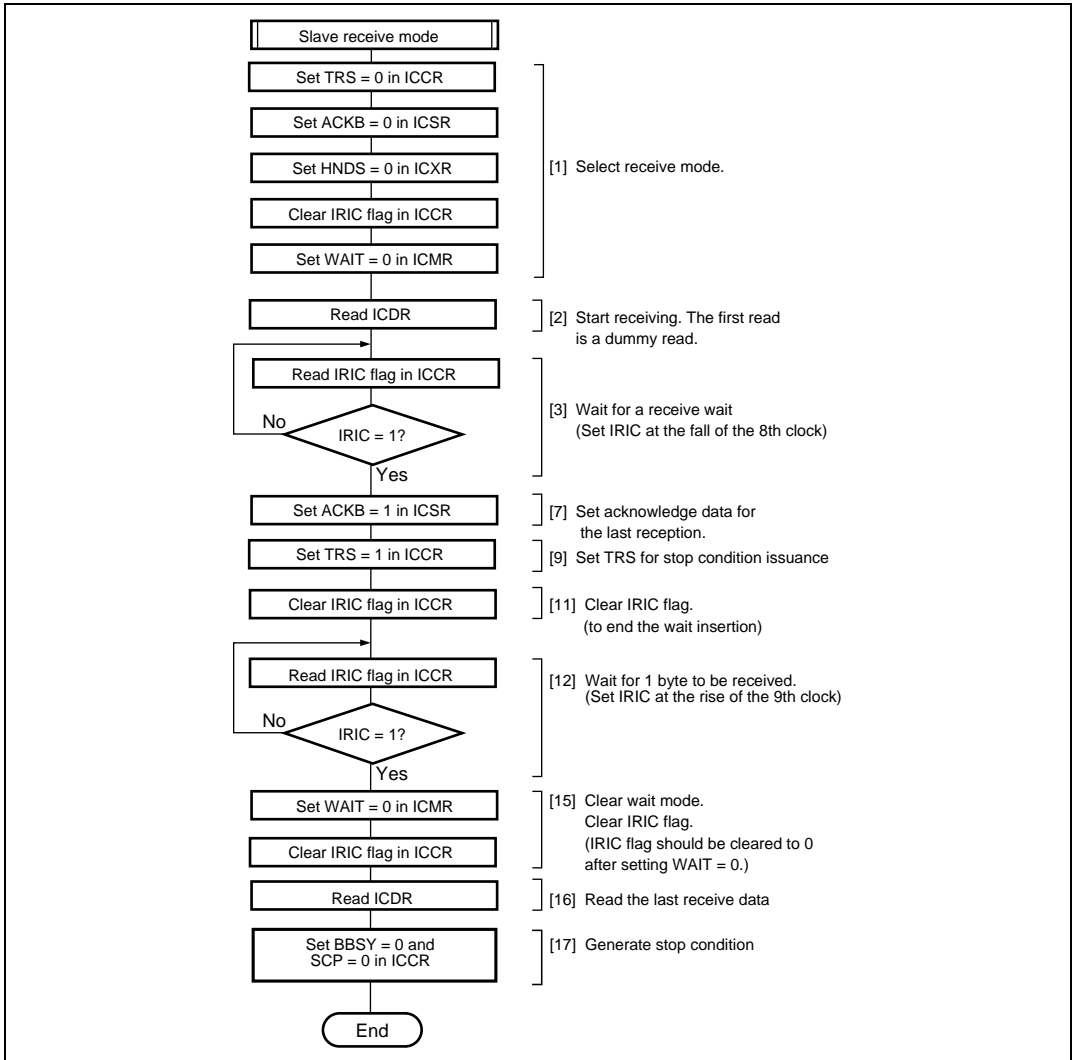 Slave receive mode
Set TRS = 0 in ICCR
Set ACKB = 0 in ICSR
Set HNDS = 0 in ICXR
[1] Select receive mode.
Clear IRIC flag in ICCR
Set WAIT = 0 in ICMR
Read ICDR
[2] Start receiving. The first read
is a dummy read.
Read IRIC flag in ICCR
[3] Wait for a receive wait
(Set IRIC at the fall of the 8th clock)
No
IRIC = 1?
Yes
Set ACKB = 1 in ICSR
[7] Set acknowledge data for
the last reception.
Set TRS = 1 in ICCR
[9] Set TRS for stop condition issuance
Clear IRIC flag in ICCR
[11] Clear IRIC flag.
(to end the wait insertion)
Read IRIC flag in ICCR
[12] Wait for 1 byte to be received.
(Set IRIC at the rise of the 9th clock)
No
IRIC = 1?
Yes
Set WAIT = 0 in ICMR
[15] Clear wait mode.
Clear IRIC flag.
(IRIC flag should be cleared to 0
after setting WAIT = 0.)
Clear IRIC flag in ICCR
Read ICDR
[16] Read the last receive data
Set BBSY = 0 and
SCP = 0 in ICCR
[17] Generate stop condition
End